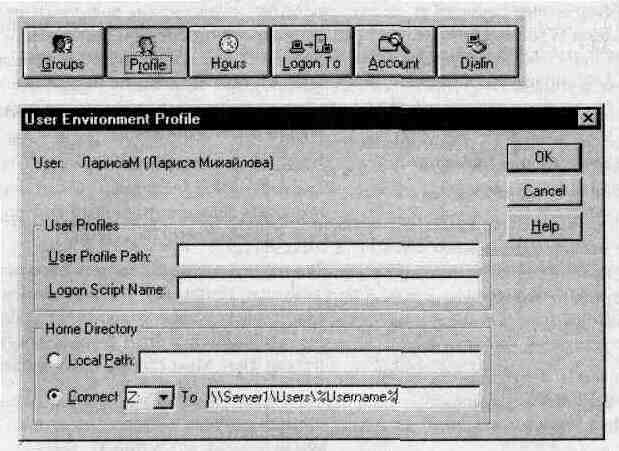 Groups
Profile
Hours
Logon To
Account
Dialin
User Environment Profile
User: ЛарисаМ (Лариса Михайлова)
OK
Cancel
Help
User Profiles
User Profile Path:
Logon Script Name:
Home Directory
Local Path:
Connect Z: To \\Server1\Users\%Username%